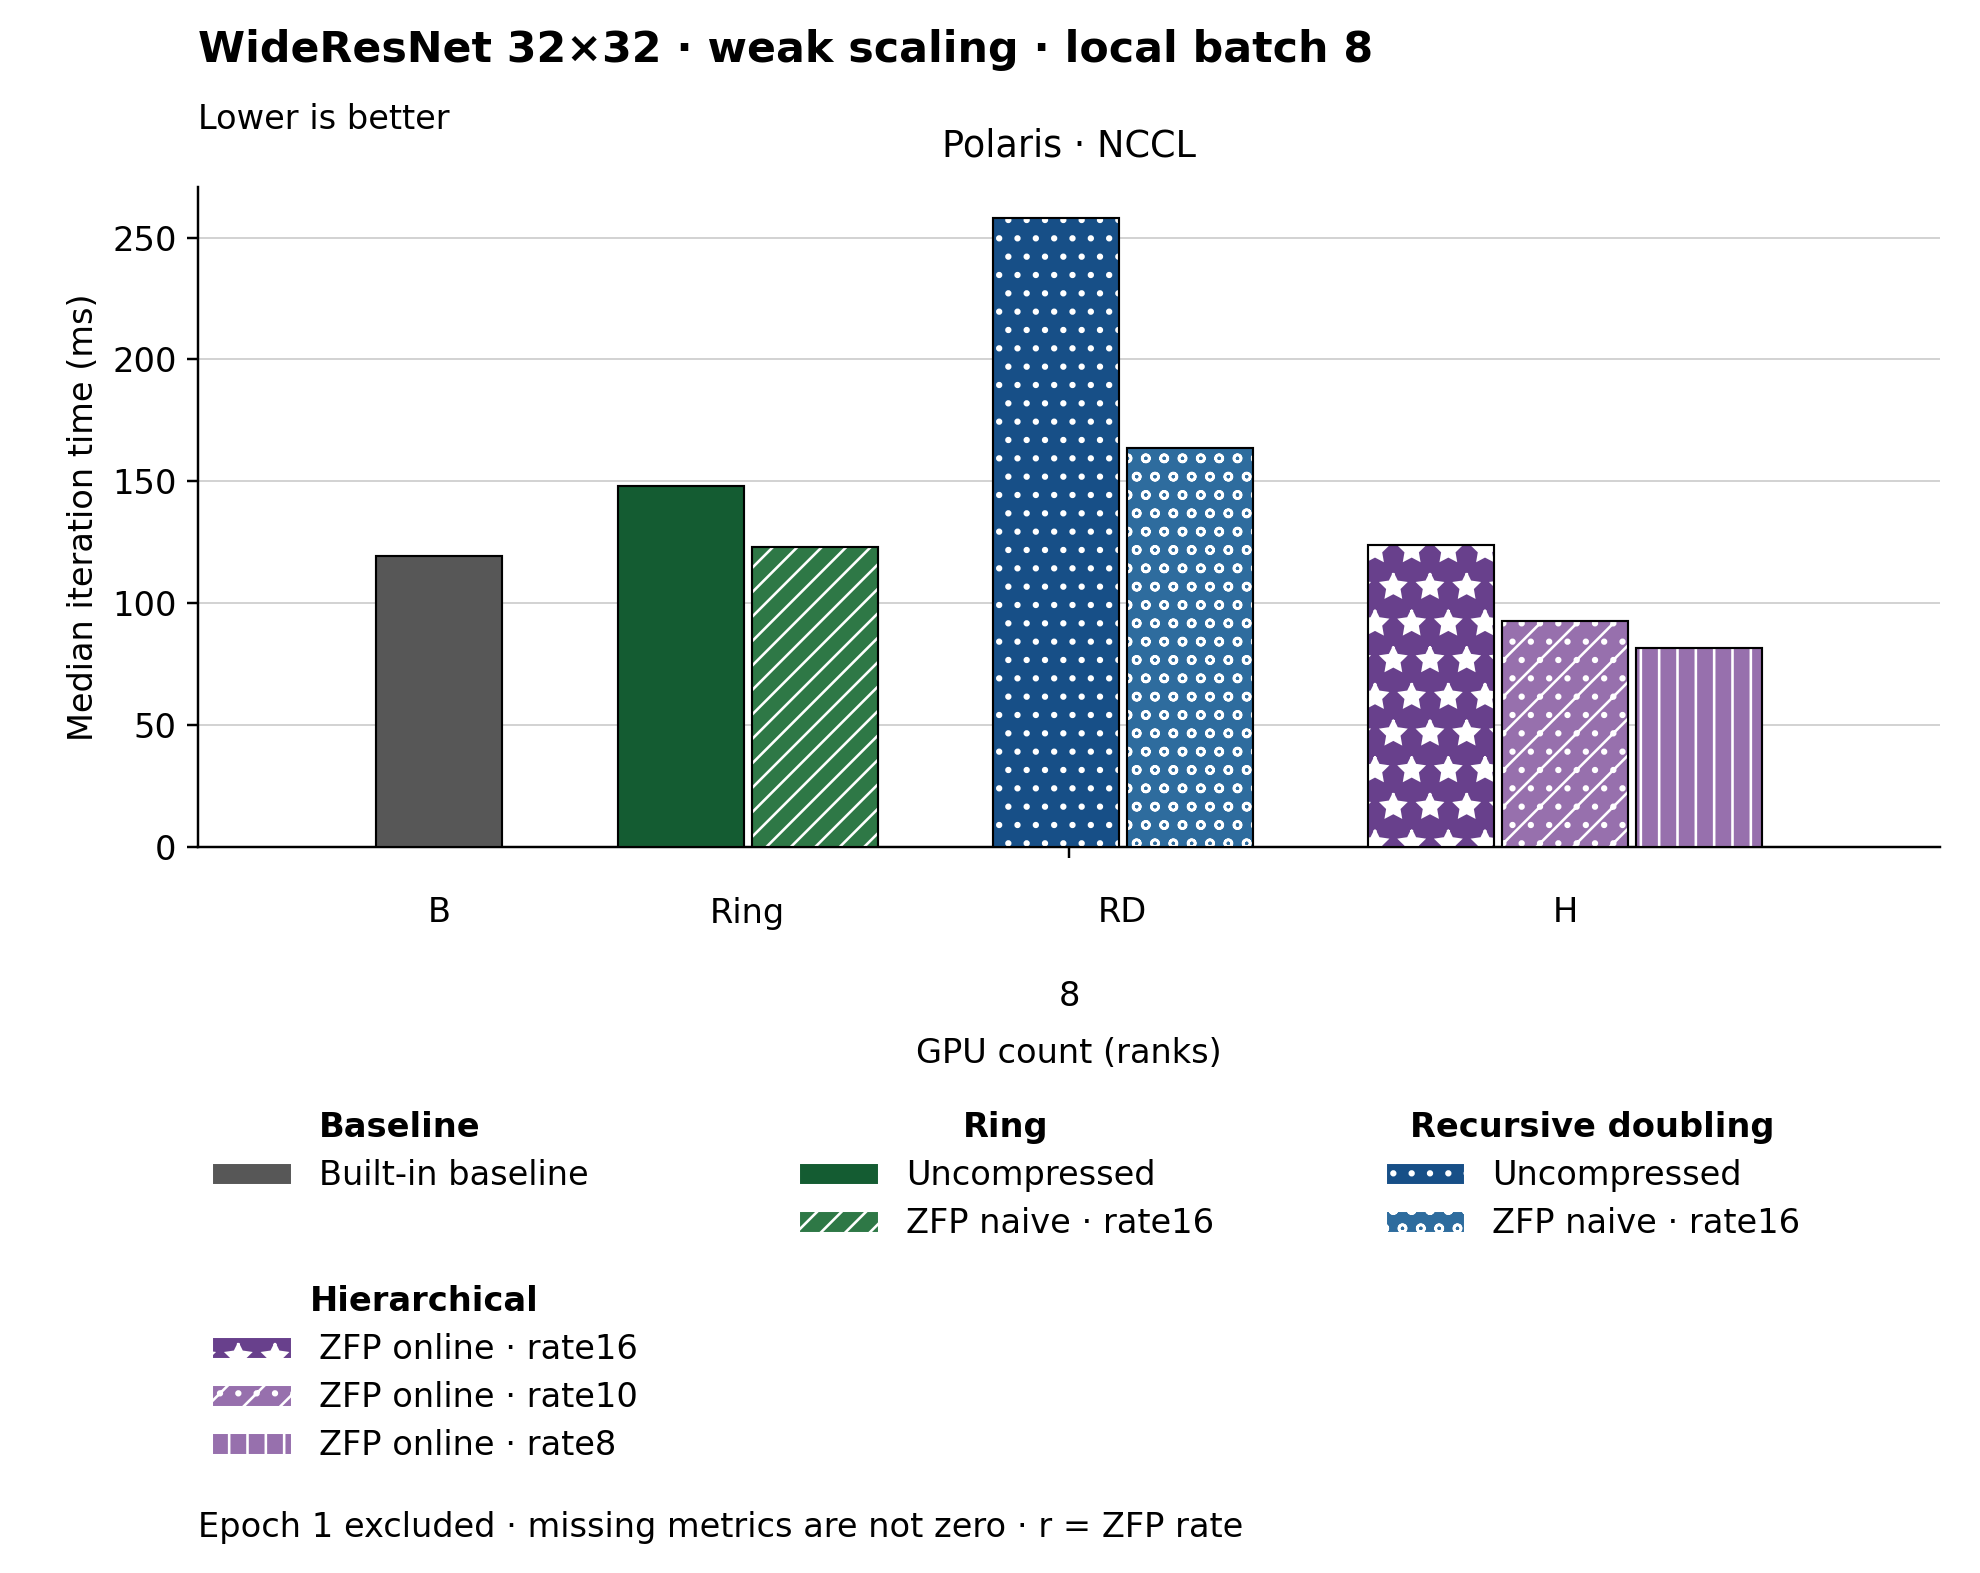 WideResNet 32×32 · weak scaling · local batch 8
Lower is better
Polaris · NCCL
Median iteration time (ms)
250
200
150
100
50
0
B Ring RD H
8
GPU count (ranks)
Baseline
Built-in baseline
Ring
Uncompressed
ZFP naive · rate16
Recursive doubling
Uncompressed
ZFP naive · rate16
Hierarchical
ZFP online · rate16
ZFP online · rate10
ZFP online · rate8
Epoch 1 excluded · missing metrics are not zero · r = ZFP rate